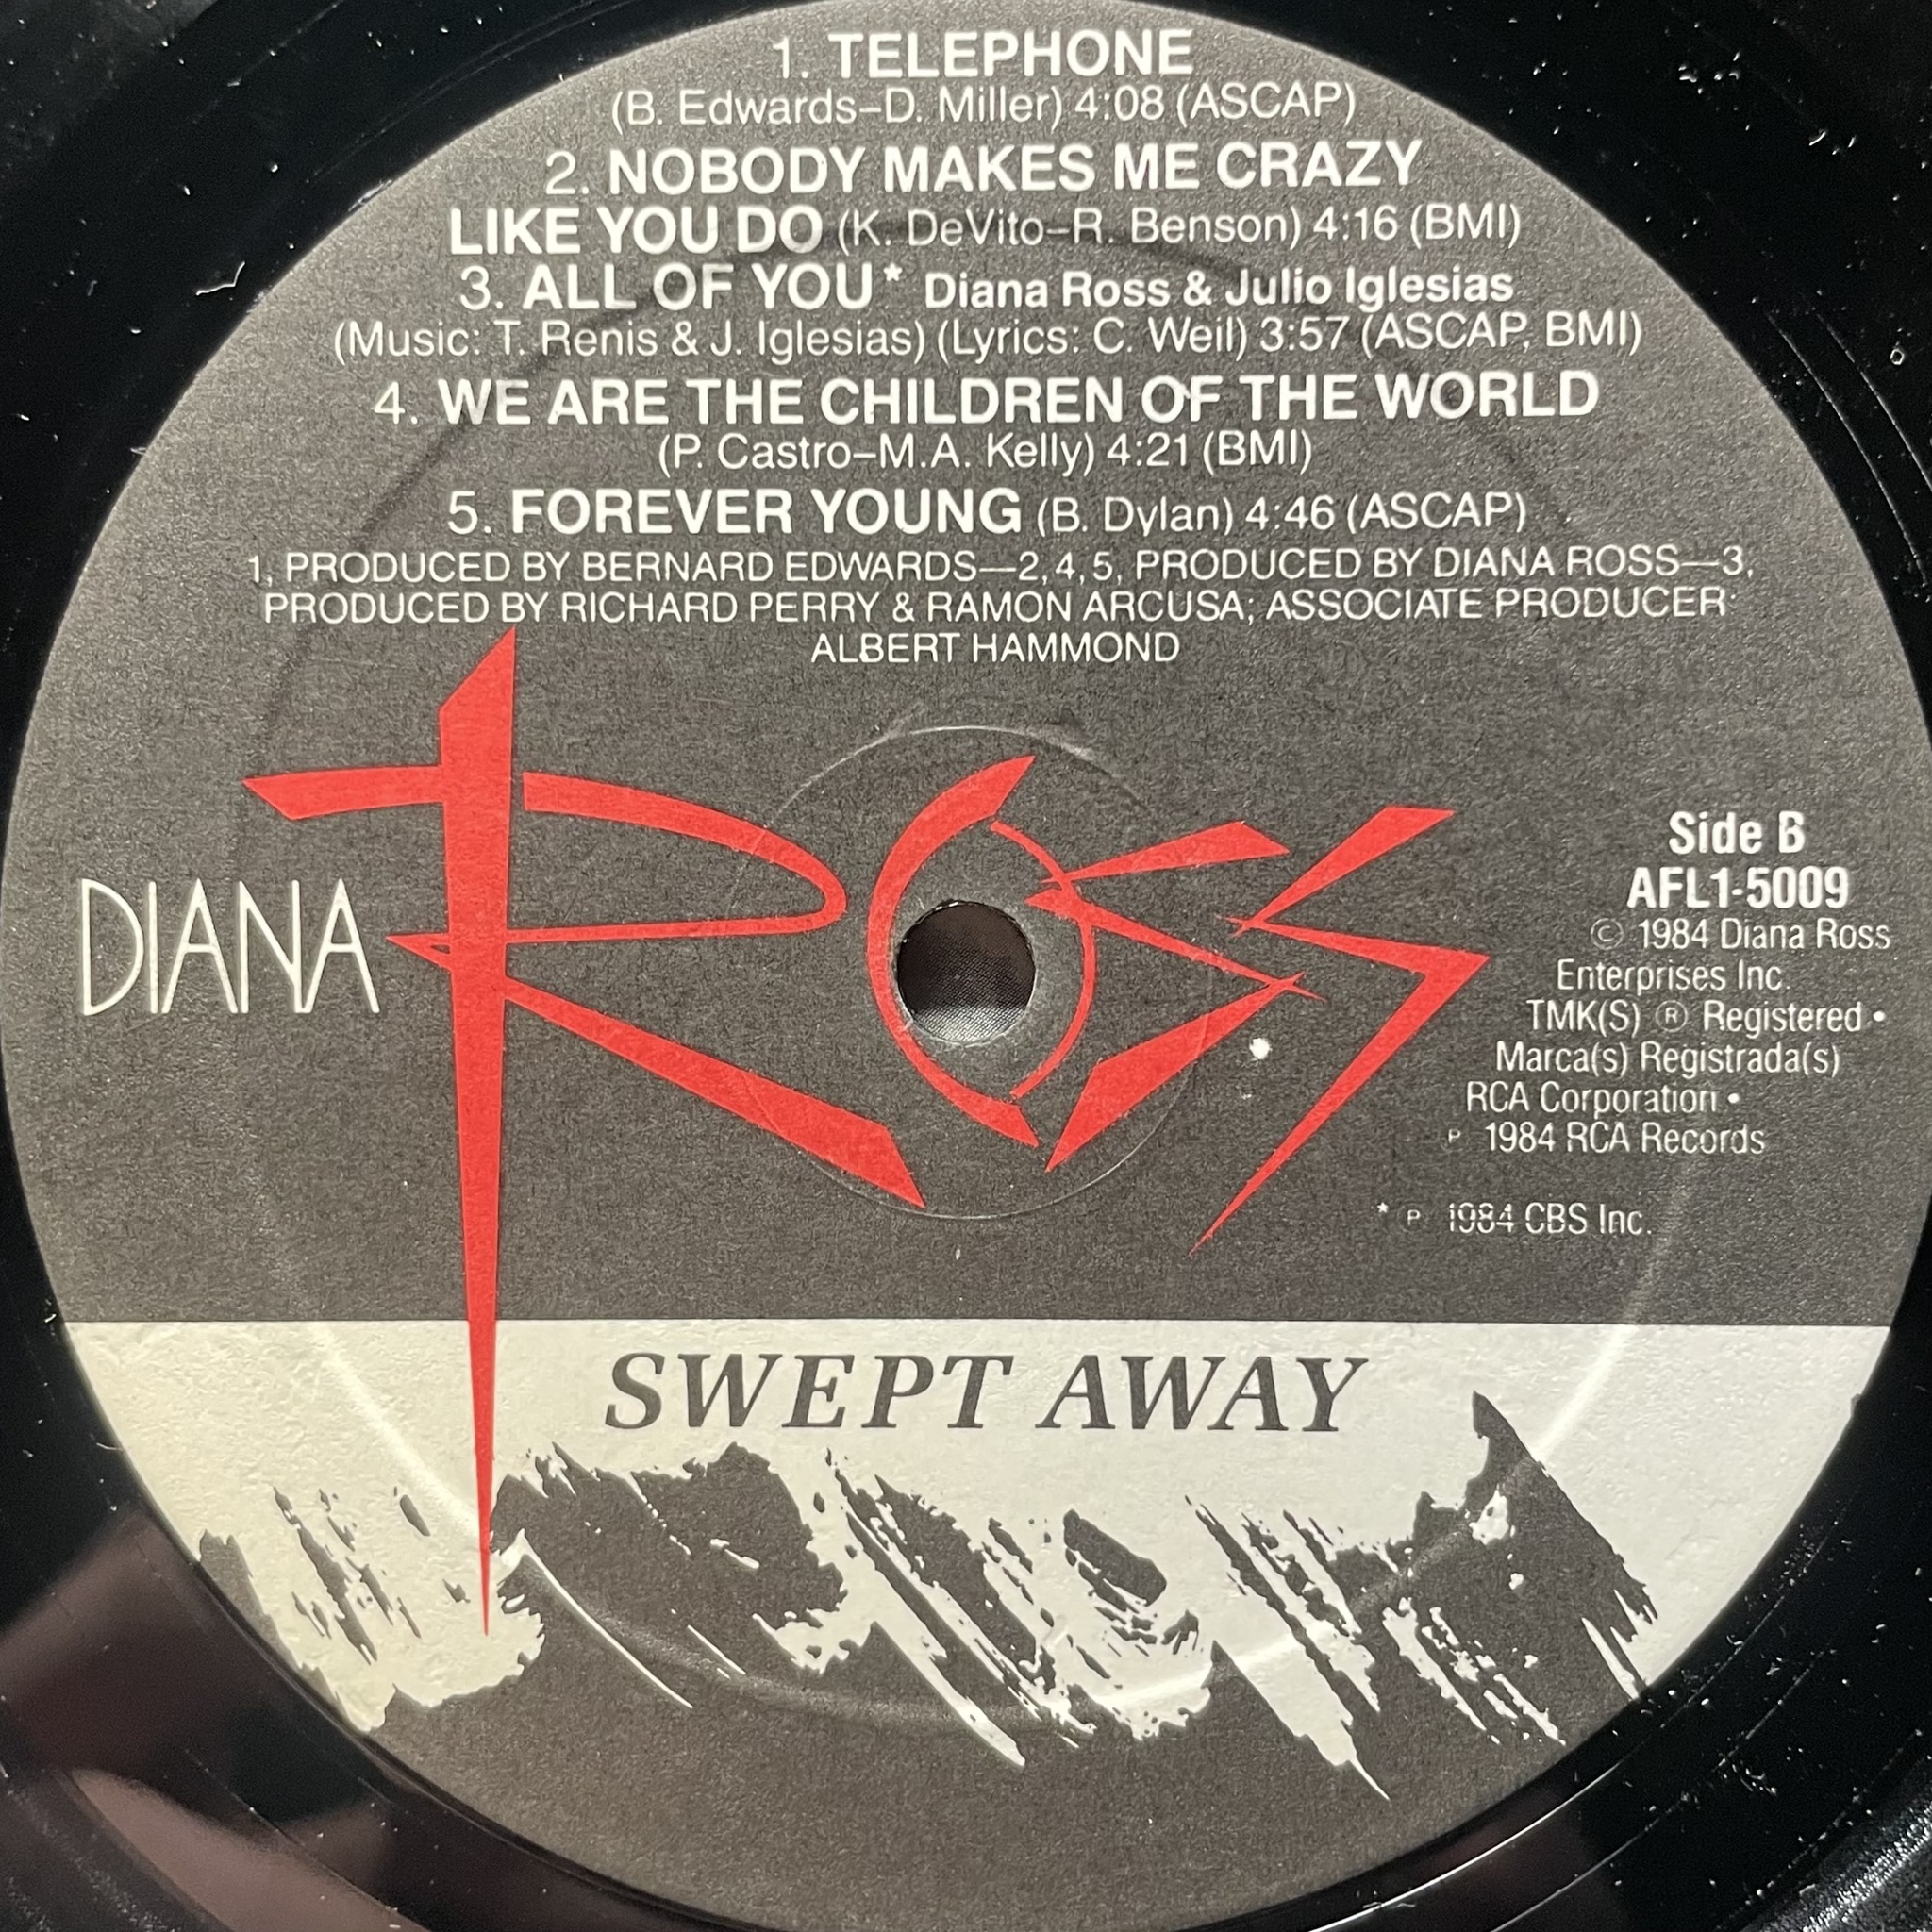 1. TELEPHONE
(B. Edwards–D. Miller) 4:08 (ASCAP)
2. NOBODY MAKES ME CRAZY
LIKE YOU DO (K. DeVito–R. Benson) 4:16 (BMI)
3. ALL OF YOU* Diana Ross & Julio Iglesias
(Music: T. Renis & J. Iglesias) (Lyrics: C. Weil) 3:57 (ASCAP, BMI)
4. WE ARE THE CHILDREN OF THE WORLD
(P. Castro–M.A. Kelly) 4:21 (BMI)
5. FOREVER YOUNG (B. Dylan) 4:46 (ASCAP)
1, PRODUCED BY BERNARD EDWARDS—2,4,5, PRODUCED BY DIANA ROSS—3,
PRODUCED BY RICHARD PERRY & RAMON ARCUSA; ASSOCIATE PRODUCER:
ALBERT HAMMOND
DIANA ROSS
Side B
AFL1-5009
© 1984 Diana Ross
Enterprises Inc.
TMK(S) ® Registered •
Marca(s) Registrada(s)
RCA Corporation •
℗ 1984 RCA Records
* ℗ 1984 CBS Inc.
SWEPT AWAY